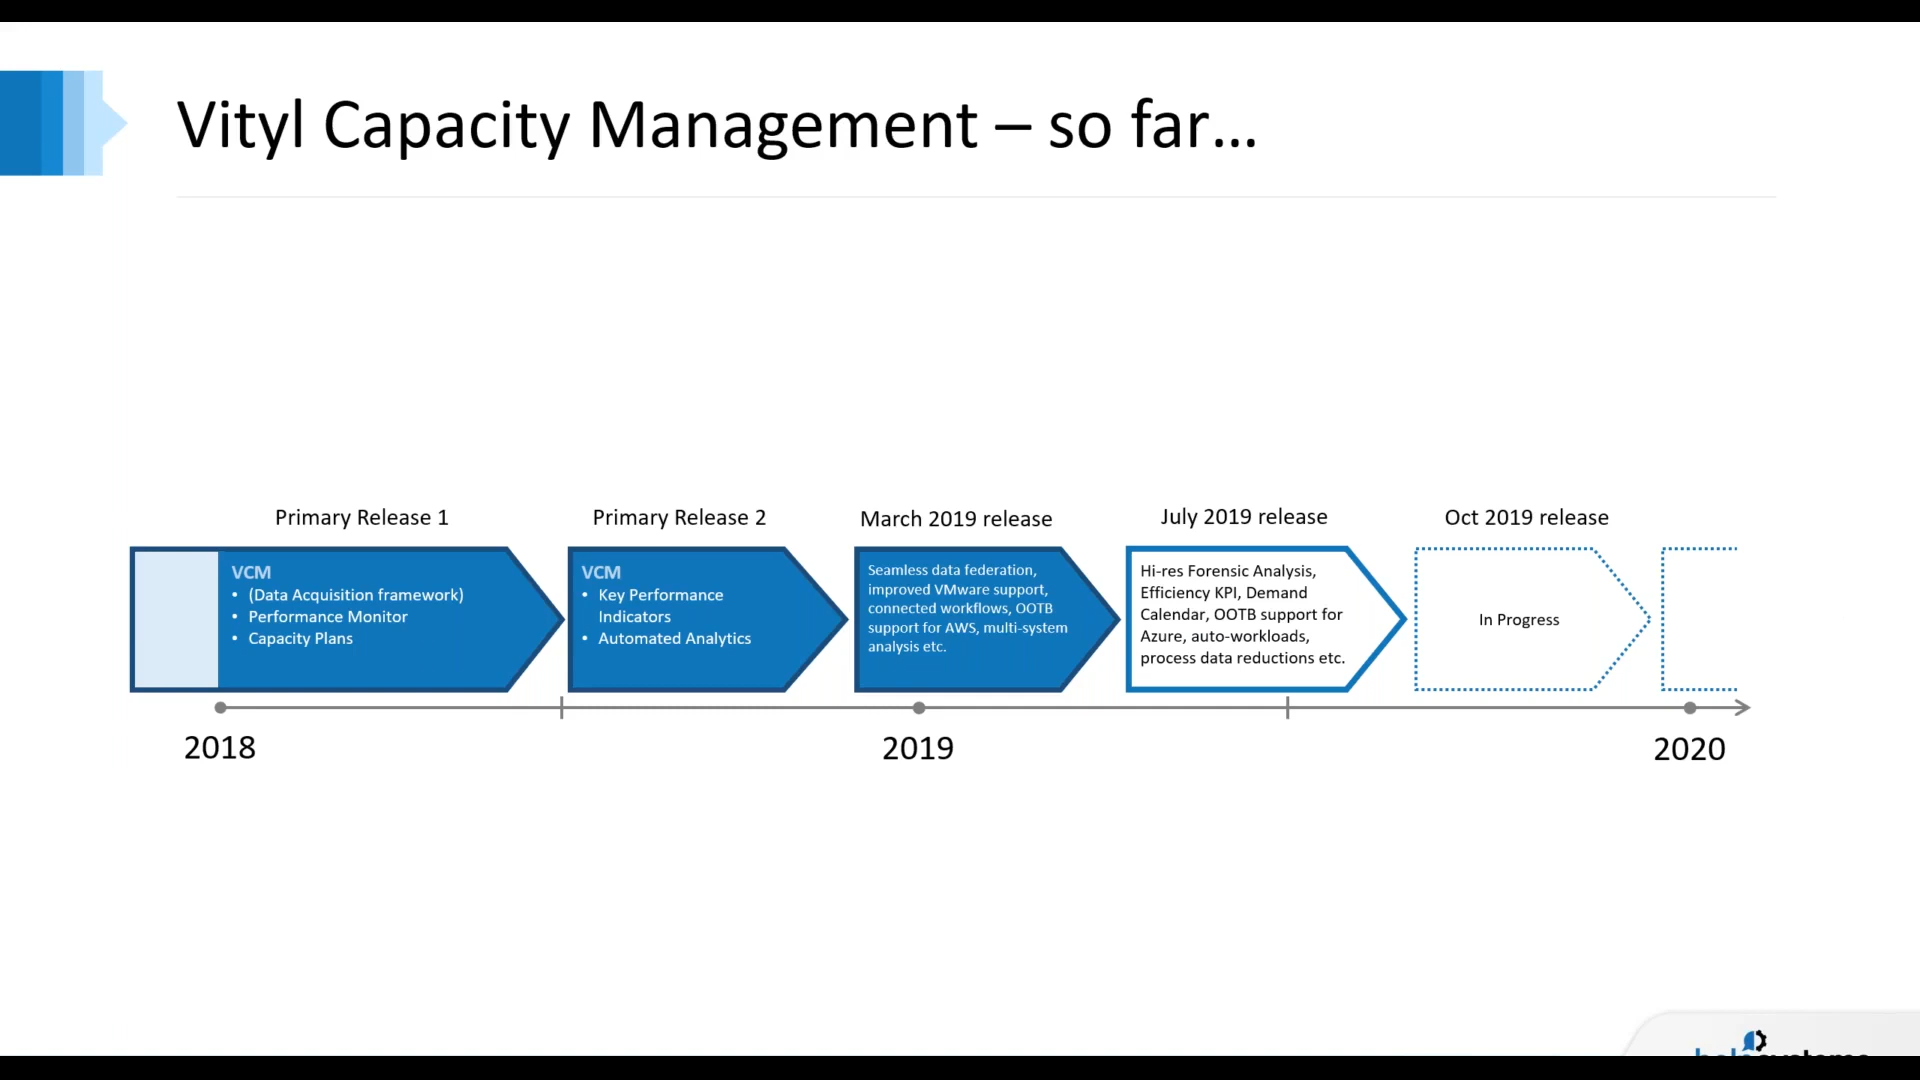 Vityl Capacity Management – so far…
Primary Release 1
Primary Release 2
March 2019 release
July 2019 release
Oct 2019 release
VCM
• (Data Acquisition framework)
• Performance Monitor
• Capacity Plans
VCM
• Key Performance
Indicators
• Automated Analytics
Seamless data federation,
improved VMware support,
connected workflows, OOTB
support for AWS, multi-system
analysis etc.
Hi-res Forensic Analysis,
Efficiency KPI, Demand
Calendar, OOTB support for
Azure, auto-workloads,
process data reductions etc.
In Progress
2018
2019
2020